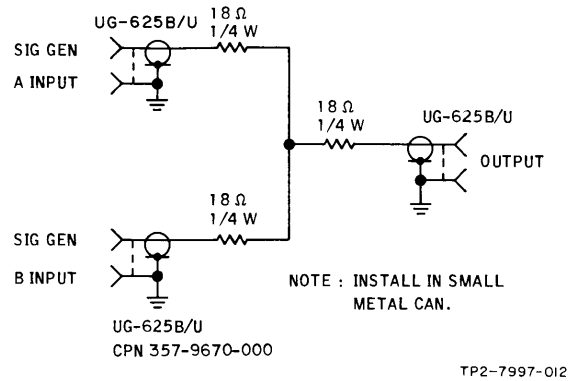 UG-625B/U
18 Ω
1/4 W
SIG GEN
A INPUT
18 Ω
1/4 W
UG-625B/U
OUTPUT
18 Ω
1/4 W
SIG GEN
B INPUT
NOTE : INSTALL IN SMALL
METAL CAN.
UG-625B/U
CPN 357-9670-000
TP2-7997-012